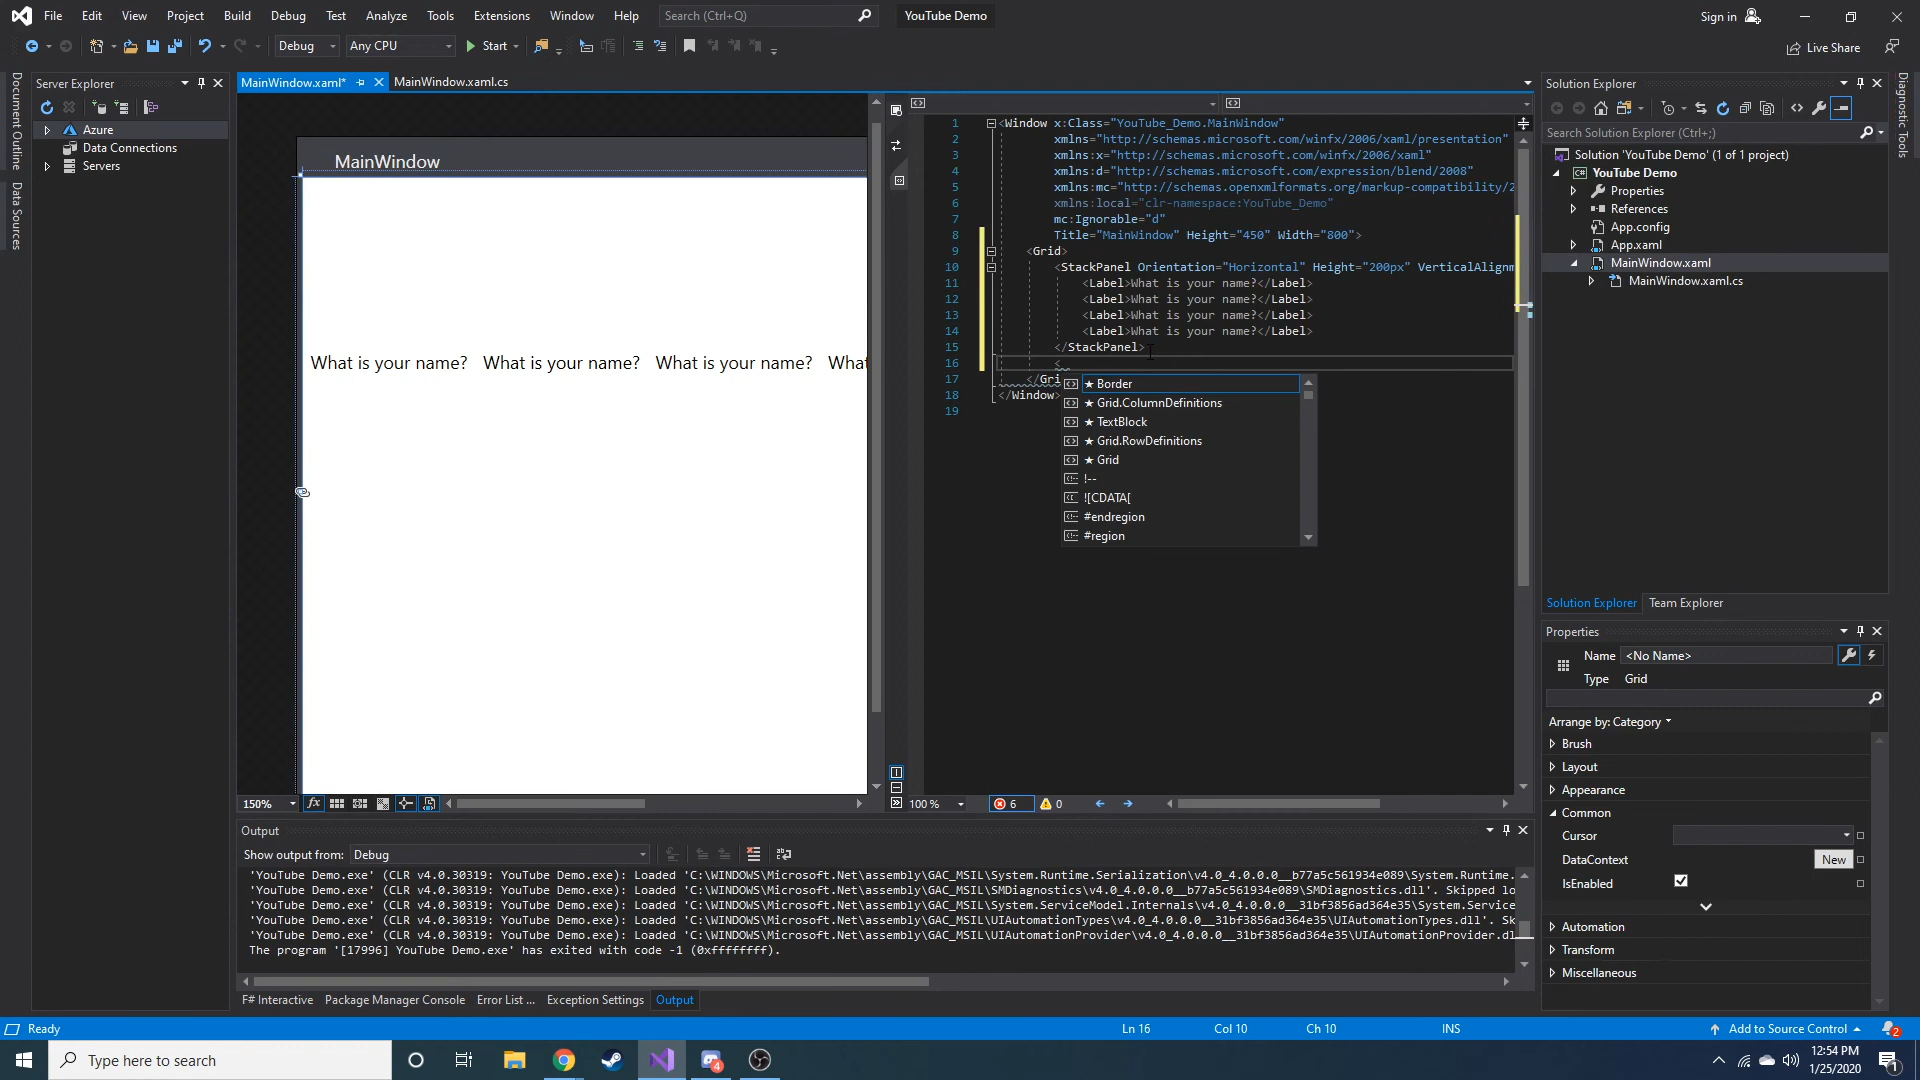 File Edit View Project Build Debug Test Analyze Tools Extensions Window Help Search (Ctrl+Q) YouTube Demo Sign in
Debug Any CPU Start Live Share
Document Outline
Data Sources
Server Explorer
Azure
Data Connections
Servers
MainWindow.xaml* MainWindow.xaml.cs
MainWindow
What is your name? What is your name? What is your name? What
150%
1 <Window x:Class="YouTube_Demo.MainWindow"
2 xmlns="http://schemas.microsoft.com/winfx/2006/xaml/presentation"
3 xmlns:x="http://schemas.microsoft.com/winfx/2006/xaml"
4 xmlns:d="http://schemas.microsoft.com/expression/blend/2008"
5 xmlns:mc="http://schemas.openxmlformats.org/markup-compatibility/2
6 xmlns:local="clr-namespace:YouTube_Demo"
7 mc:Ignorable="d"
8 Title="MainWindow" Height="450" Width="800">
9 <Grid>
10 <StackPanel Orientation="Horizontal" Height="200px" VerticalAlignm
11 <Label>What is your name?</Label>
12 <Label>What is your name?</Label>
13 <Label>What is your name?</Label>
14 <Label>What is your name?</Label>
15 </StackPanel>
16 <
17 </Gri
18 </Window>
19
★ Border
★ Grid.ColumnDefinitions
★ TextBlock
★ Grid.RowDefinitions
★ Grid
!--
![CDATA[
#endregion
#region
100 % 6 0
Solution Explorer
Search Solution Explorer (Ctrl+;)
Solution 'YouTube Demo' (1 of 1 project)
YouTube Demo
Properties
References
App.config
App.xaml
MainWindow.xaml
MainWindow.xaml.cs
Solution Explorer Team Explorer
Diagnostic Tools
Properties
Name <No Name>
Type Grid
Arrange by: Category
Brush
Layout
Appearance
Common
Cursor
DataContext New
IsEnabled
Automation
Transform
Miscellaneous
Output
Show output from: Debug
'YouTube Demo.exe' (CLR v4.0.30319: YouTube Demo.exe): Loaded 'C:\WINDOWS\Microsoft.Net\assembly\GAC_MSIL\System.Runtime.Serialization\v4.0_4.0.0.0__b77a5c561934e089\System.Runtime.
'YouTube Demo.exe' (CLR v4.0.30319: YouTube Demo.exe): Loaded 'C:\WINDOWS\Microsoft.Net\assembly\GAC_MSIL\SMDiagnostics\v4.0_4.0.0.0__b77a5c561934e089\SMDiagnostics.dll'. Skipped lo
'YouTube Demo.exe' (CLR v4.0.30319: YouTube Demo.exe): Loaded 'C:\WINDOWS\Microsoft.Net\assembly\GAC_MSIL\System.ServiceModel.Internals\v4.0_4.0.0.0__31bf3856ad364e35\System.Service
'YouTube Demo.exe' (CLR v4.0.30319: YouTube Demo.exe): Loaded 'C:\WINDOWS\Microsoft.Net\assembly\GAC_MSIL\UIAutomationTypes\v4.0_4.0.0.0__31bf3856ad364e35\UIAutomationTypes.dll'. Sk
'YouTube Demo.exe' (CLR v4.0.30319: YouTube Demo.exe): Loaded 'C:\WINDOWS\Microsoft.Net\assembly\GAC_MSIL\UIAutomationProvider\v4.0_4.0.0.0__31bf3856ad364e35\UIAutomationProvider.dl
The program '[17996] YouTube Demo.exe' has exited with code -1 (0xffffffff).
F# Interactive Package Manager Console Error List ... Exception Settings Output
Ready Ln 16 Col 10 Ch 10 INS Add to Source Control 2
Type here to search 4 12:54 PM
1/25/2020 1